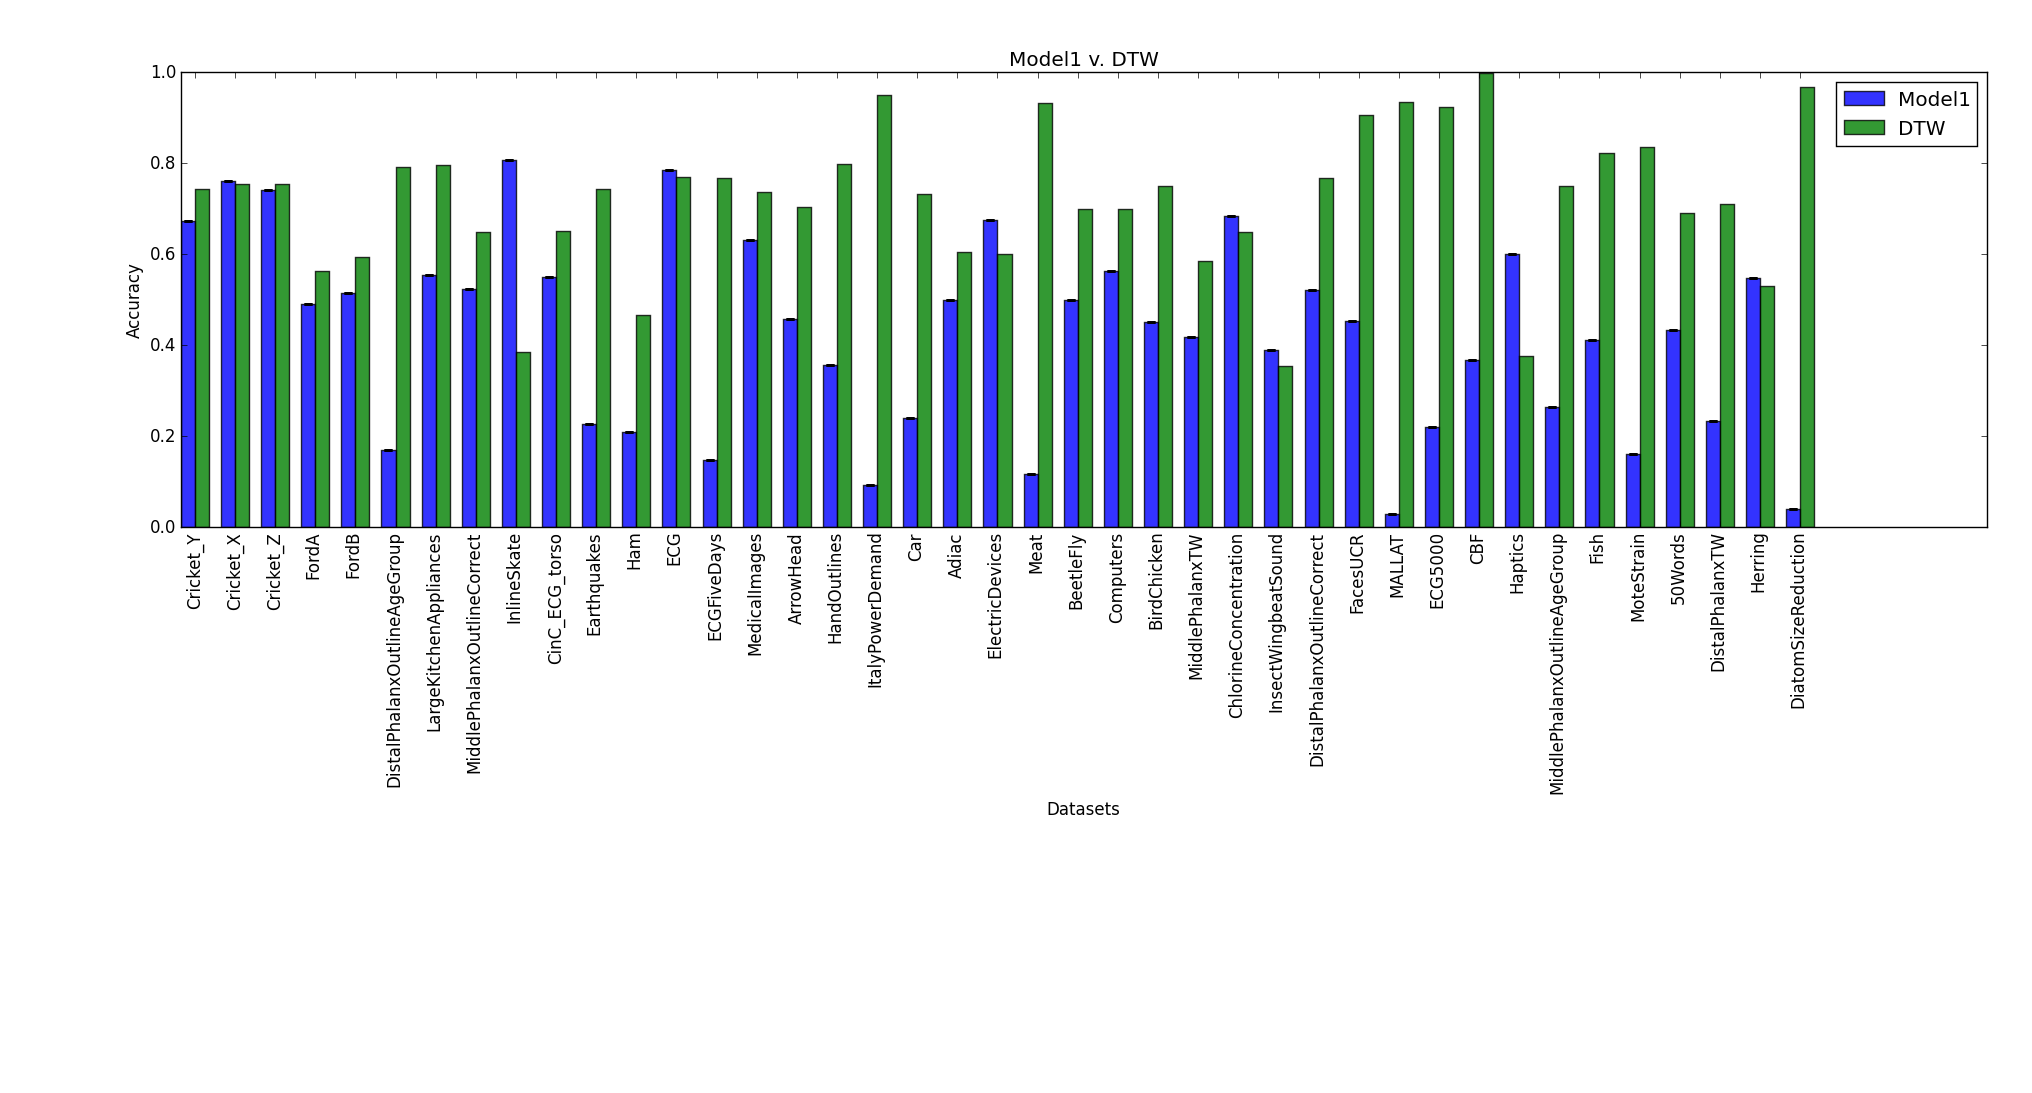 Model1 v. DTW
1.0
0.8
0.6
0.4
0.2
0.0
Accuracy
Model1
DTW
Cricket_Y
Cricket_X
Cricket_Z
FordA
FordB
DistalPhalanxOutlineAgeGroup
LargeKitchenAppliances
MiddlePhalanxOutlineCorrect
InlineSkate
CinC_ECG_torso
Earthquakes
Ham
ECG
ECGFiveDays
MedicalImages
ArrowHead
HandOutlines
ItalyPowerDemand
Car
Adiac
ElectricDevices
Meat
BeetleFly
Computers
BirdChicken
MiddlePhalanxTW
ChlorineConcentration
InsectWingbeatSound
DistalPhalanxOutlineCorrect
FacesUCR
MALLAT
ECG5000
CBF
Haptics
MiddlePhalanxOutlineAgeGroup
Fish
MoteStrain
50Words
DistalPhalanxTW
Herring
DiatomSizeReduction
Datasets